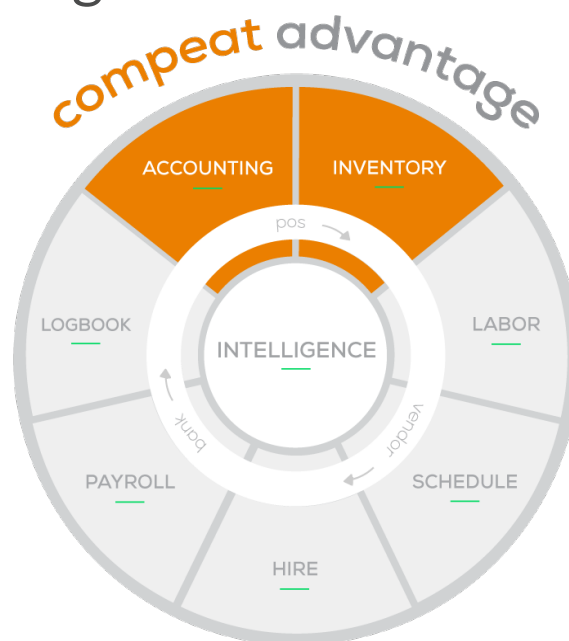 compeat advantage
ACCOUNTING
INVENTORY
pos
LOGBOOK
LABOR
INTELLIGENCE
bank
vendor
PAYROLL
SCHEDULE
HIRE